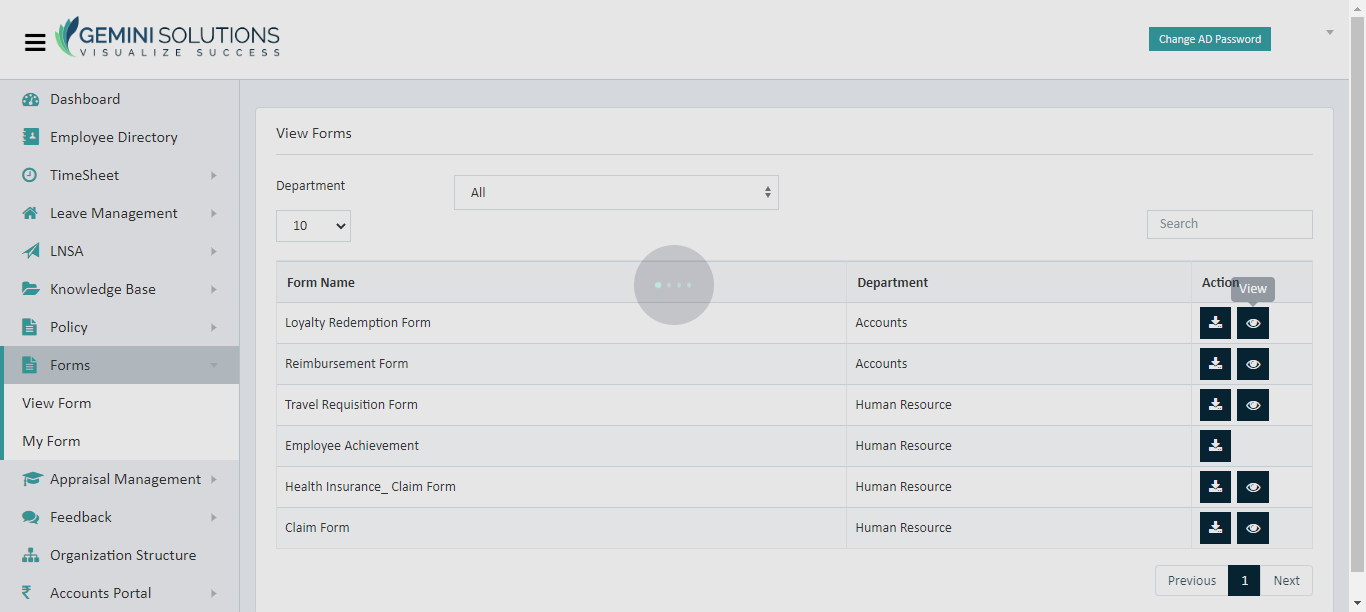 GEMINI SOLUTIONS
VISUALIZE SUCCESS
Change AD Password
Dashboard
Employee Directory
TimeSheet
Leave Management
LNSA
Knowledge Base
Policy
Forms
View Form
My Form
Appraisal Management
Feedback
Organization Structure
Accounts Portal
View Forms
Department All
10 Search
Form Name Department Action
View
Loyalty Redemption Form Accounts
Reimbursement Form Accounts
Travel Requisition Form Human Resource
Employee Achievement Human Resource
Health Insurance_ Claim Form Human Resource
Claim Form Human Resource
Previous 1 Next